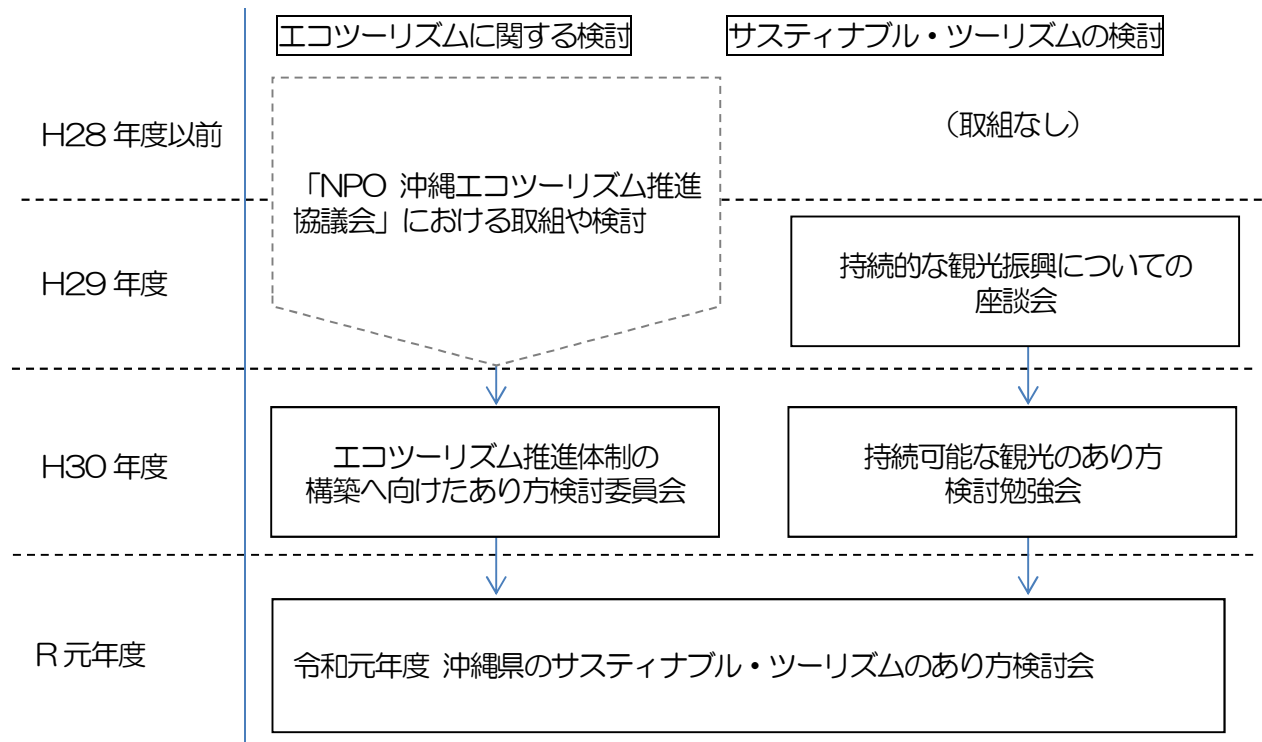 エコツーリズムに関する検討
サスティナブル・ツーリズムの検討
H28 年度以前
（取組なし）
「NPO 沖縄エコツーリズム推進
協議会」における取組や検討
H29 年度
持続的な観光振興についての
座談会
H30 年度
エコツーリズム推進体制の
構築へ向けたあり方検討委員会
持続可能な観光のあり方
検討勉強会
R 元年度
令和元年度 沖縄県のサスティナブル・ツーリズムのあり方検討会